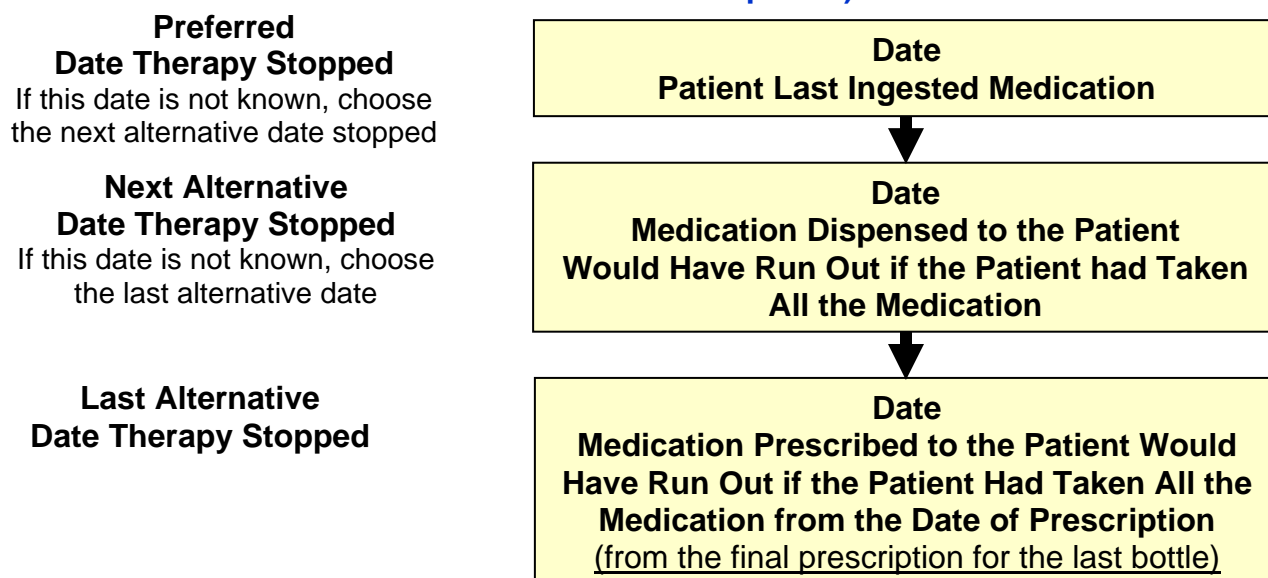 Preferred
Date Therapy Stopped
If this date is not known, choose
the next alternative date stopped
Date
Patient Last Ingested Medication
Next Alternative
Date Therapy Stopped
If this date is not known, choose
the last alternative date
Date
Medication Dispensed to the Patient
Would Have Run Out if the Patient had Taken
All the Medication
Last Alternative
Date Therapy Stopped
Date
Medication Prescribed to the Patient Would
Have Run Out if the Patient Had Taken All the
Medication from the Date of Prescription
(from the final prescription for the last bottle)